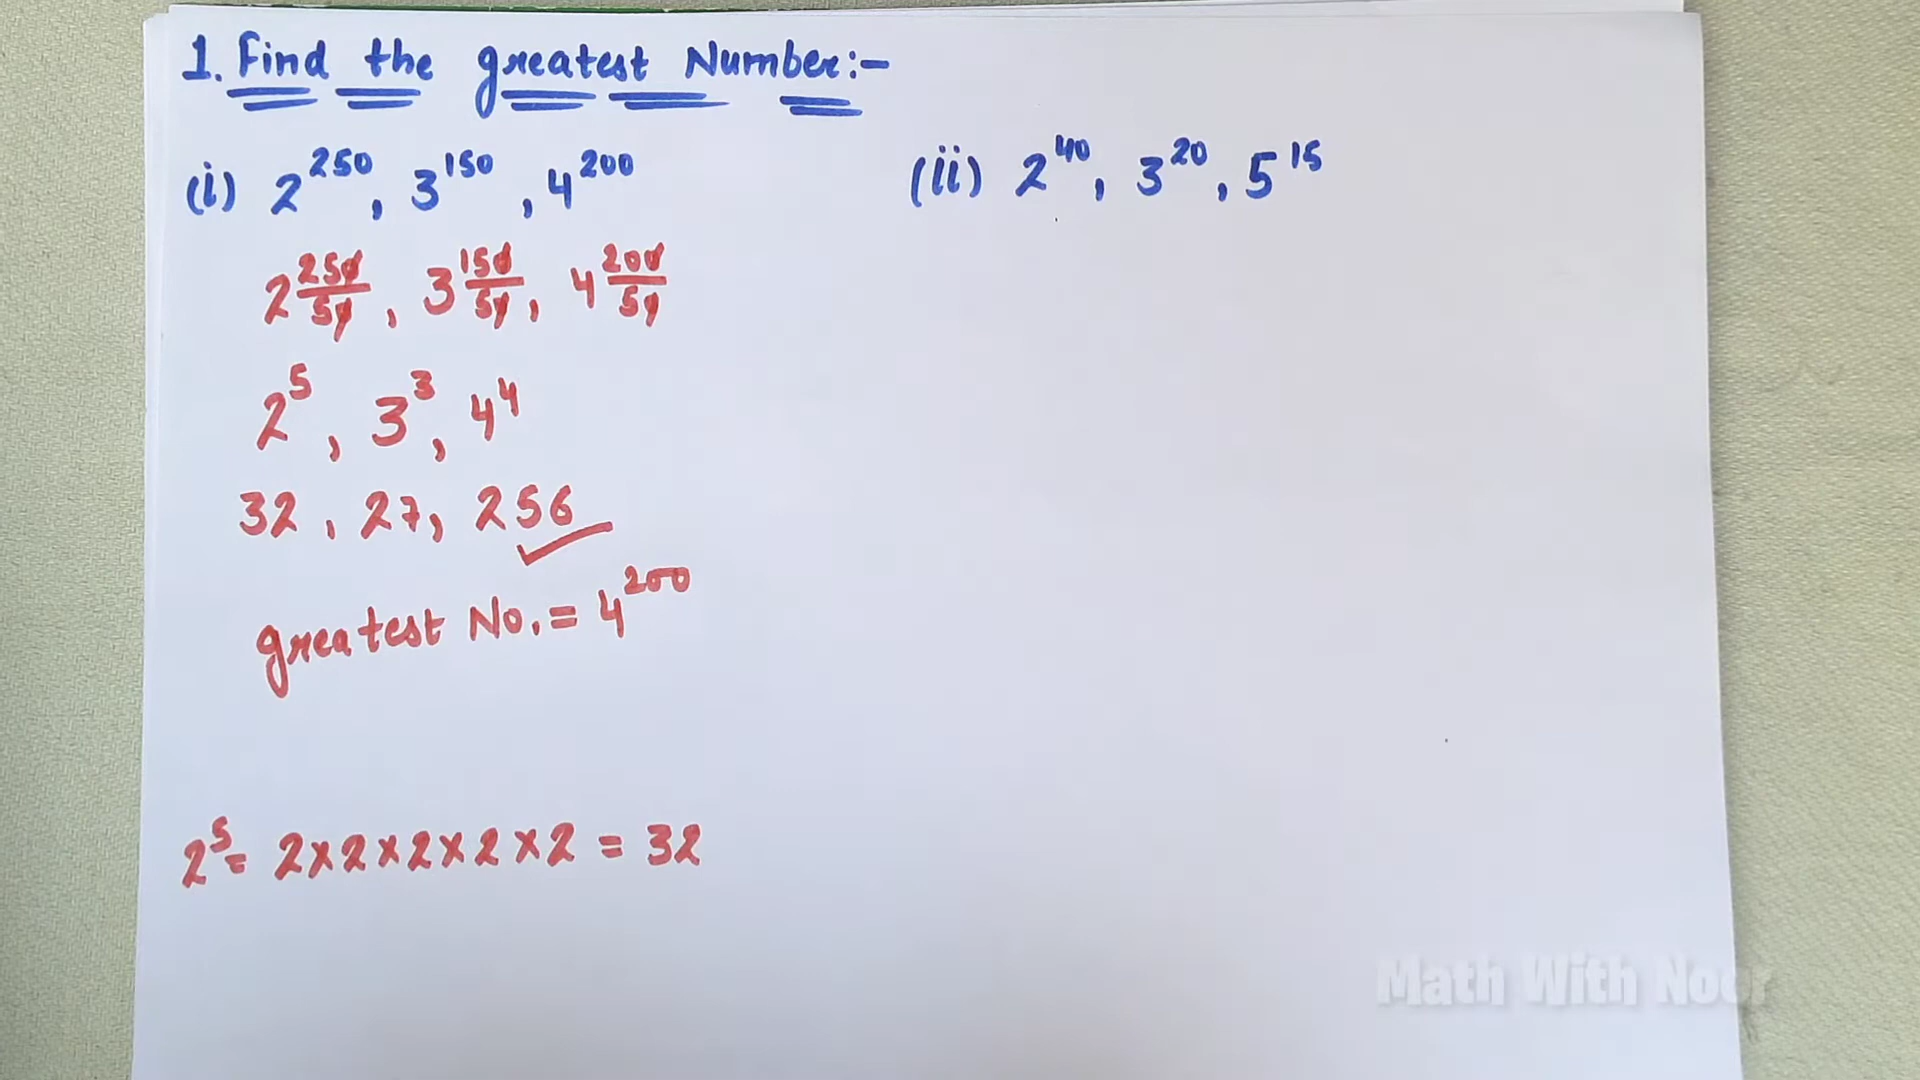 1. Find the greatest Number:-
(i) 2^250, 3^150, 4^200
(ii) 2^40, 3^20, 5^15
2^250/50, 3^150/50, 4^200/50
2^5, 3^3, 4^4
32, 27, 256
greatest No. = 4^200
2^5 = 2×2×2×2×2 = 32
Math With Noor